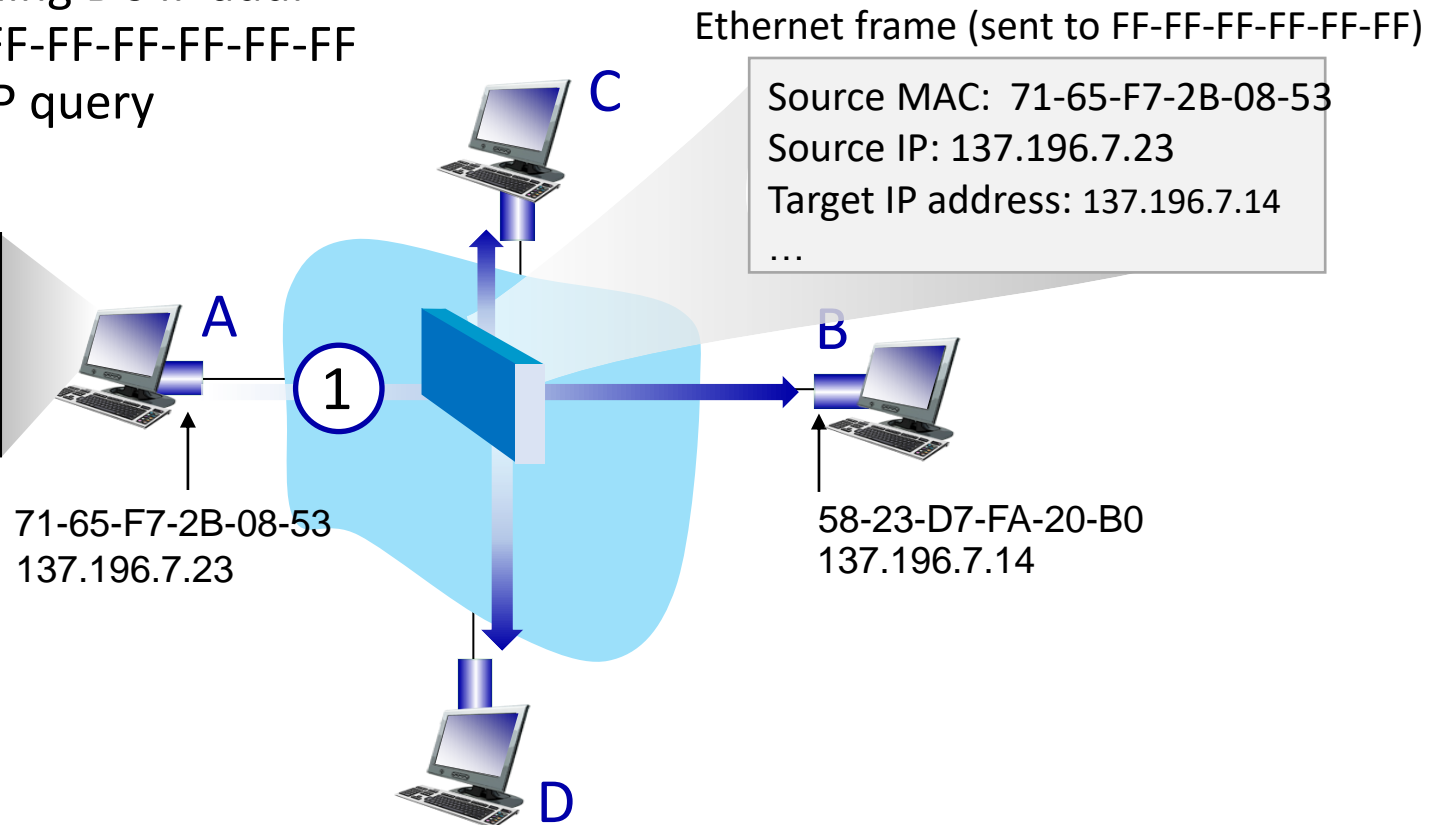 FF-FF-FF-FF-FF-FF
query
Ethernet frame (sent to FF-FF-FF-FF-FF-FF)
Source MAC: 71-65-F7-2B-08-53
Source IP: 137.196.7.23
Target IP address: 137.196.7.14
…
C
A
B
1
71-65-F7-2B-08-53
137.196.7.23
58-23-D7-FA-20-B0
137.196.7.14
D